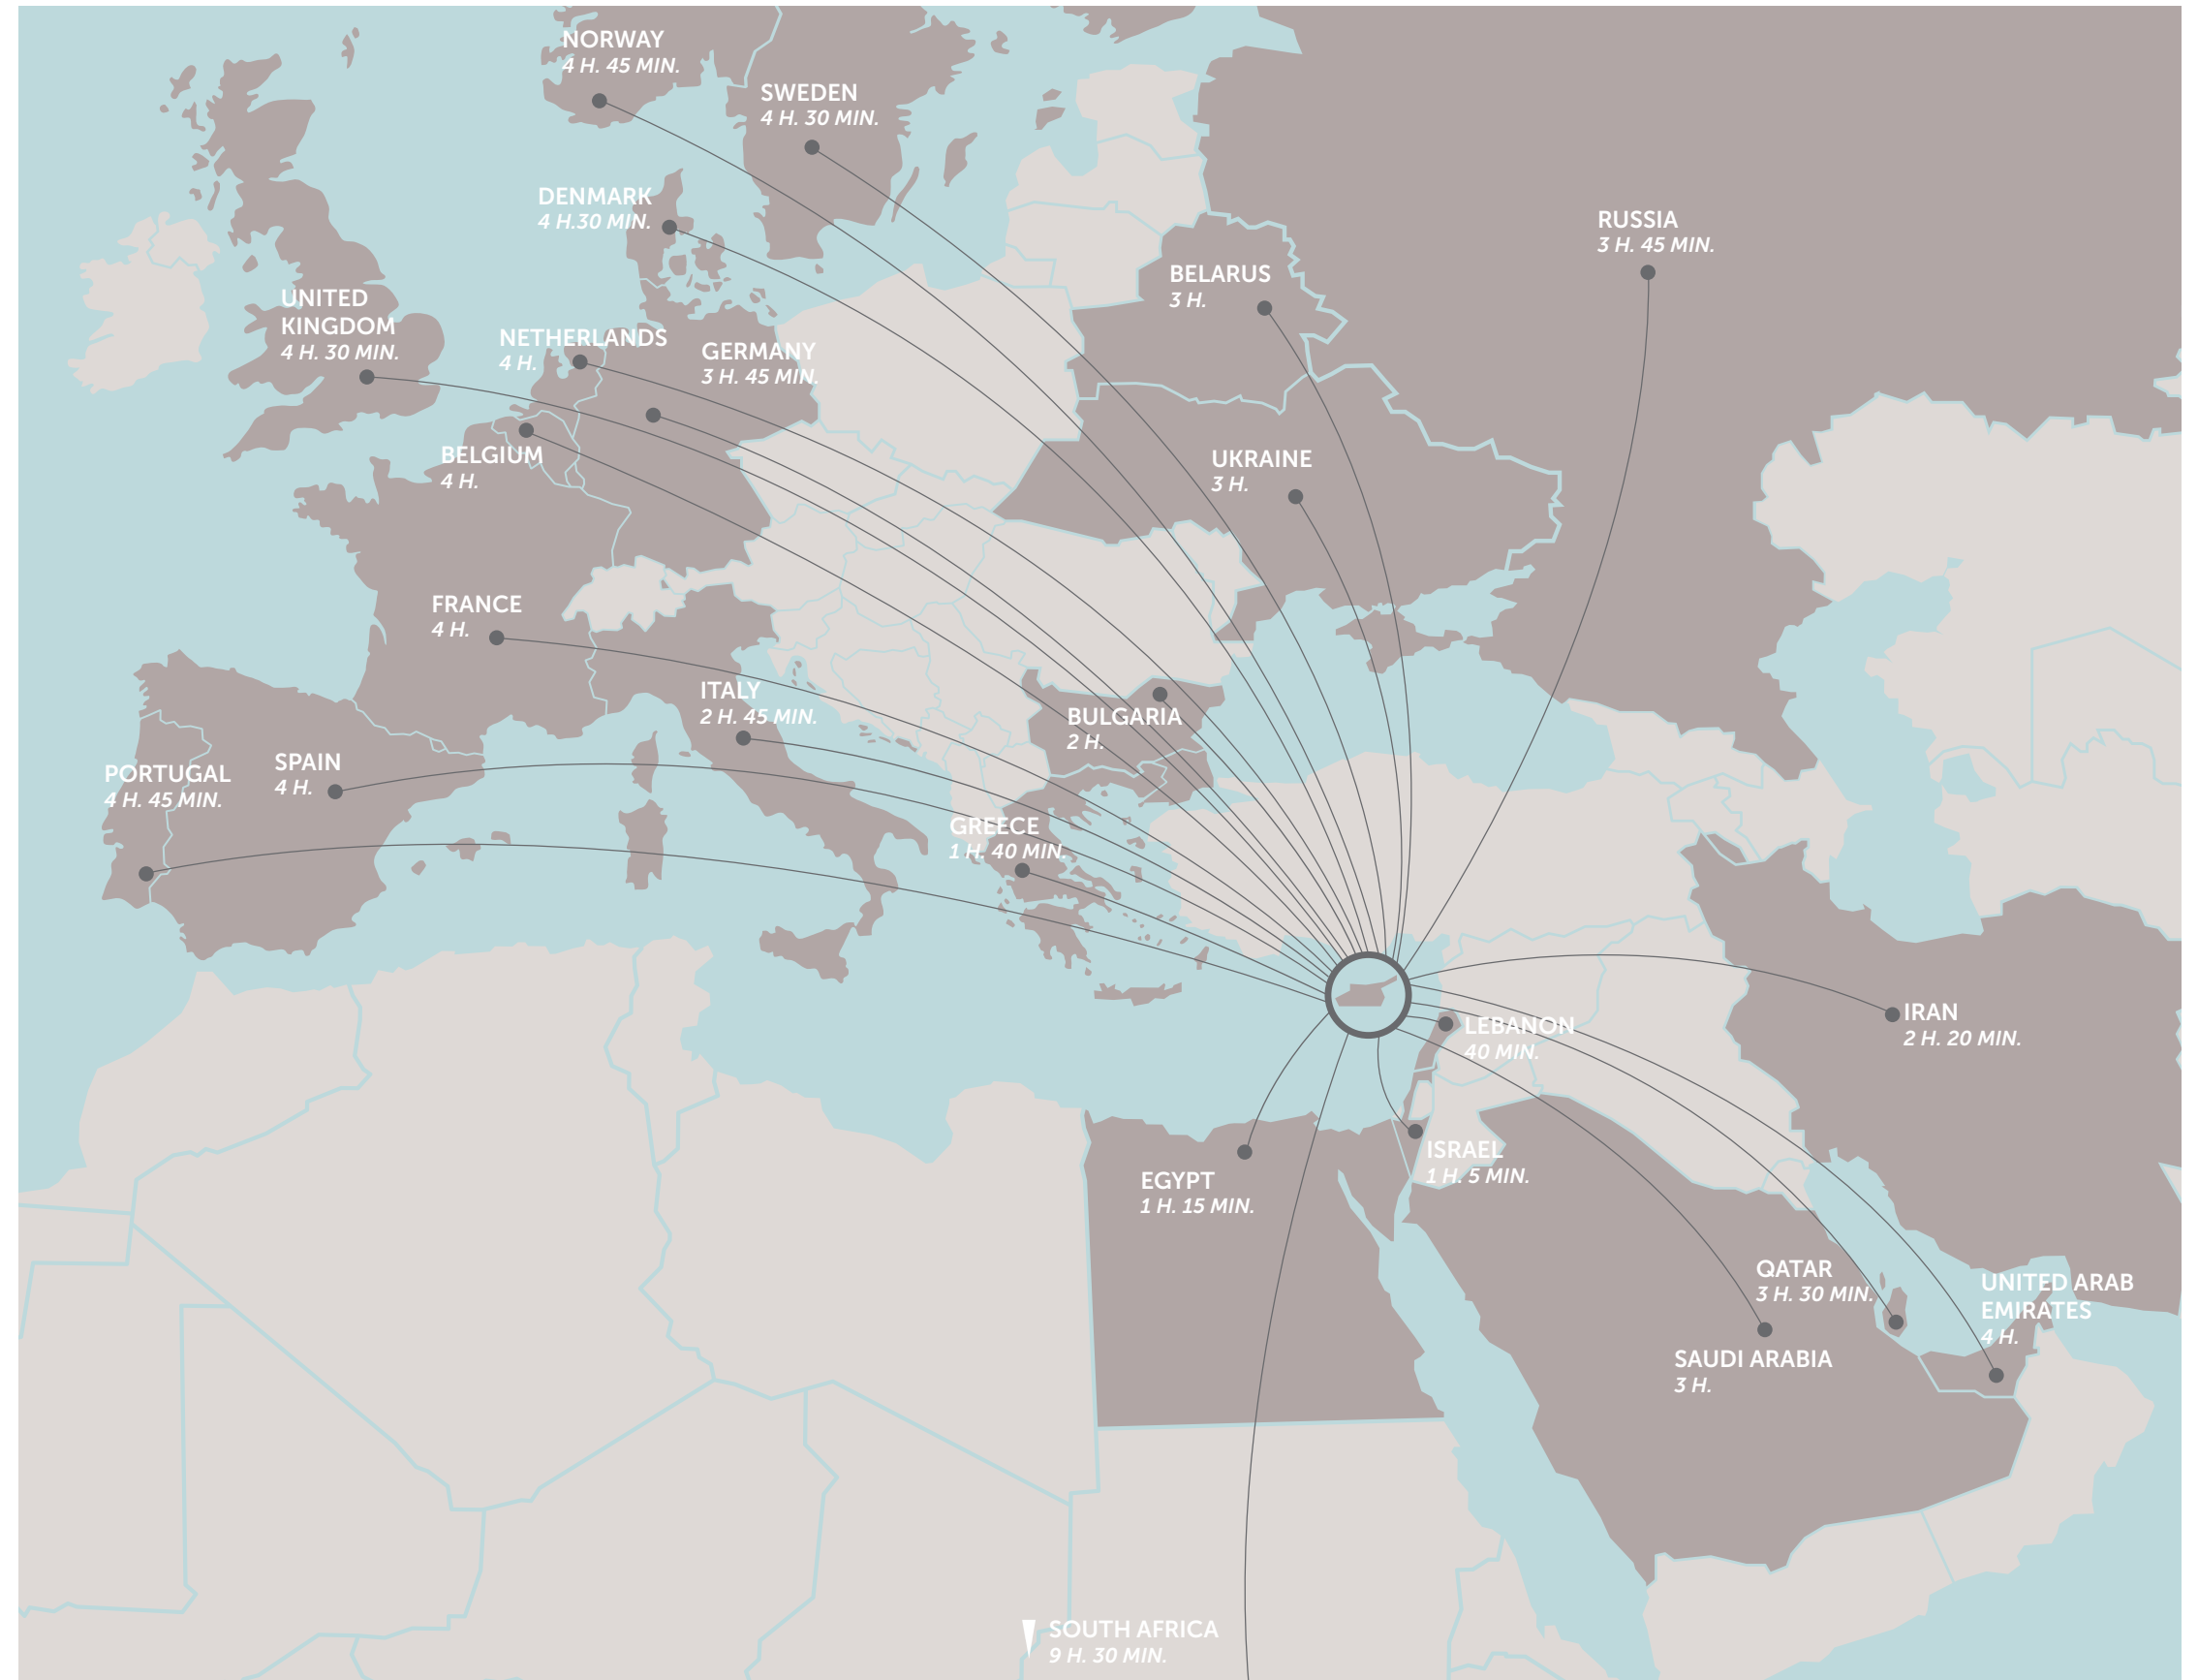 NORWAY
4 H. 45 MIN.
SWEDEN
4 H. 30 MIN.
DENMARK
4 H.30 MIN.
RUSSIA
3 H. 45 MIN.
BELARUS
3 H.
UNITED
KINGDOM
4 H. 30 MIN.
NETHERLANDS
4 H.
GERMANY
3 H. 45 MIN.
BELGIUM
4 H.
UKRAINE
3 H.
FRANCE
4 H.
ITALY
2 H. 45 MIN.
BULGARIA
2 H.
SPAIN
4 H.
PORTUGAL
4 H. 45 MIN.
GREECE
1 H. 40 MIN.
IRAN
2 H. 20 MIN.
LEBANON
40 MIN.
ISRAEL
1 H. 5 MIN.
EGYPT
1 H. 15 MIN.
QATAR
3 H. 30 MIN.
UNITED ARAB
EMIRATES
4 H.
SAUDI ARABIA
3 H.
SOUTH AFRICA
9 H. 30 MIN.